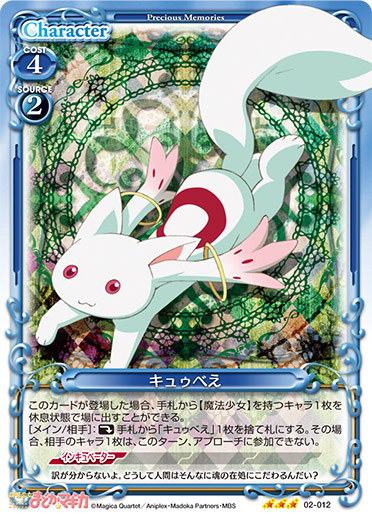 Precious Memories
Character
COST
4
SOURCE
2
キュゥべえ
このカードが登場した場合、手札から【魔法少女】を持つキャラ1枚を
休息状態で場に出すことができる。
[メイン/相手]: 手札から「キュゥべえ」1枚を捨て札にする。その場
合、相手のキャラ1枚は、このターン、アプローチに参加できない。
インキュベーター
訳が分からないよ。どうして人間はそんなに魂の在処にこだわるんだい?
まどか☆マギカ
©Magica Quartet/Aniplex・Madoka Partners・MBS
02-012